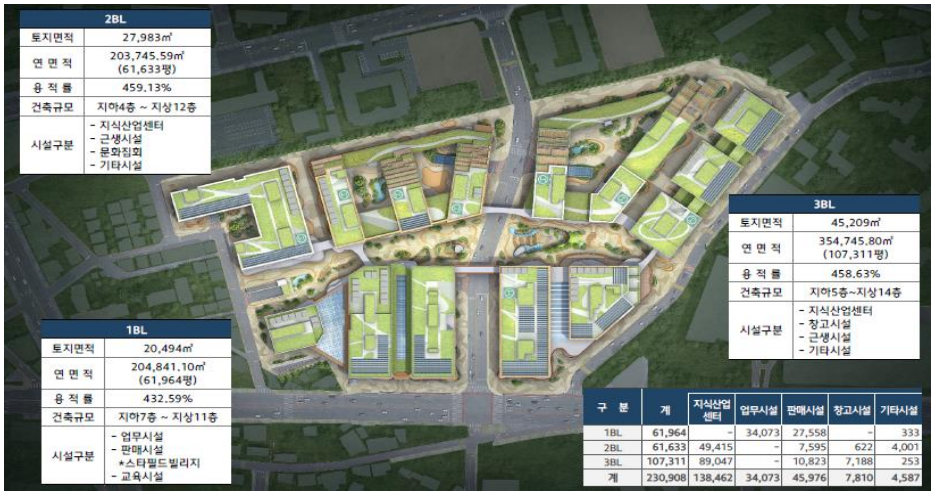 2BL
토지면적 27,983㎡
연 면 적 203,745.59㎡
(61,633평)
용 적 률 459.13%
건축규모 지하4층 ~ 지상12층
시설구분 - 지식산업센터
- 근생시설
- 문화집회
- 기타시설
3BL
토지면적 45,209㎡
연 면 적 354,745.80㎡
(107,311평)
용 적 률 458.63%
건축규모 지하5층~지상14층
시설구분 - 지식산업센터
- 창고시설
- 근생시설
- 기타시설
1BL
토지면적 20,494㎡
연 면 적 204,841.10㎡
(61,964평)
용 적 률 432.59%
건축규모 지하7층 ~ 지상11층
시설구분 - 업무시설
- 판매시설
*스타필드빌리지
- 교육시설
구 분 계 지식산업센터 업무시설 판매시설 창고시설 기타시설
1BL 61,964 - 34,073 27,558 - 333
2BL 61,633 49,415 - 7,595 622 4,001
3BL 107,311 89,047 - 10,823 7,188 253
계 230,908 138,462 34,073 45,976 7,810 4,587